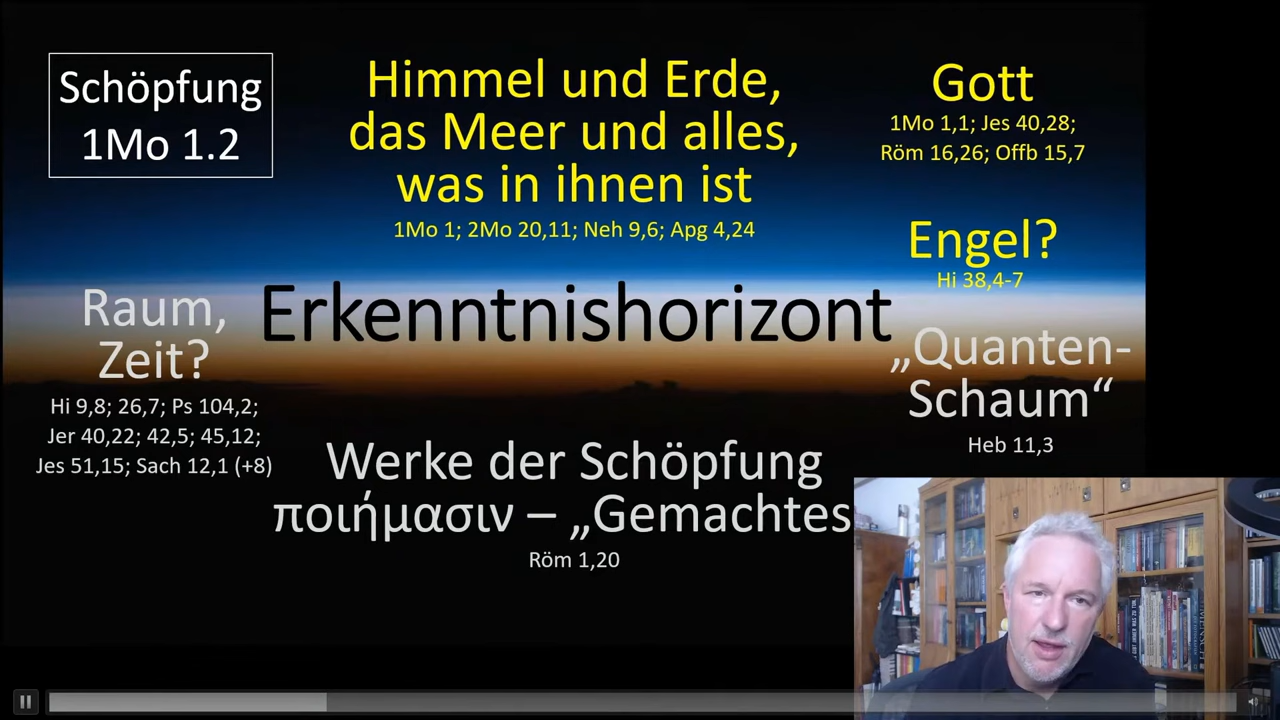 Schöpfung
1Mo 1.2
Himmel und Erde,
das Meer und alles,
was in ihnen ist
1Mo 1; 2Mo 20,11; Neh 9,6; Apg 4,24
Gott
1Mo 1,1; Jes 40,28;
Röm 16,26; Offb 15,7
Engel?
Hi 38,4-7
Erkenntnishorizont
Raum,
Zeit?
Hi 9,8; 26,7; Ps 104,2;
Jer 40,22; 42,5; 45,12;
Jes 51,15; Sach 12,1 (+8)
„Quanten-
Schaum“
Heb 11,3
Werke der Schöpfung
ποιήμασιν – „Gemachtes
Röm 1,20